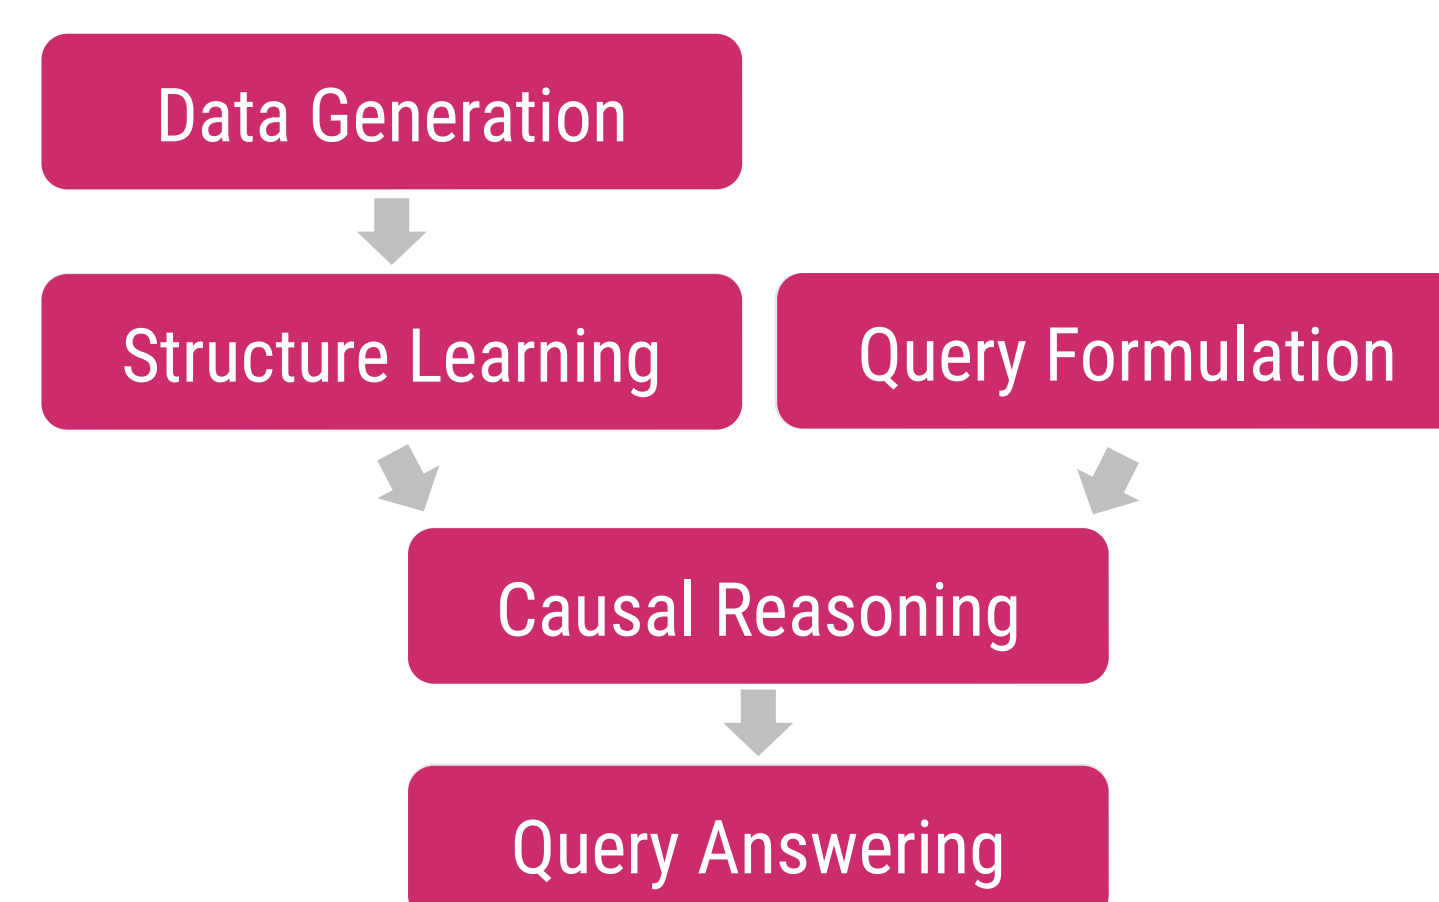 Data Generation
Structure Learning
Query Formulation
Causal Reasoning
Query Answering